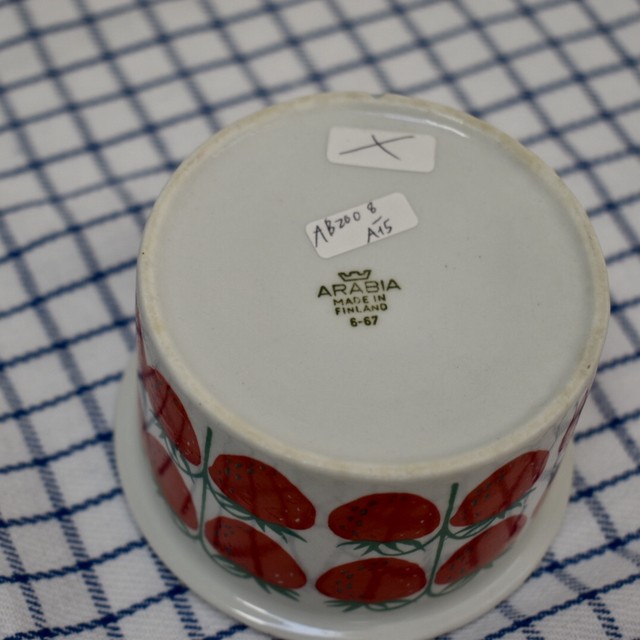 AB200 8
A15
ARABIA
MADE IN
FINLAND
6-67